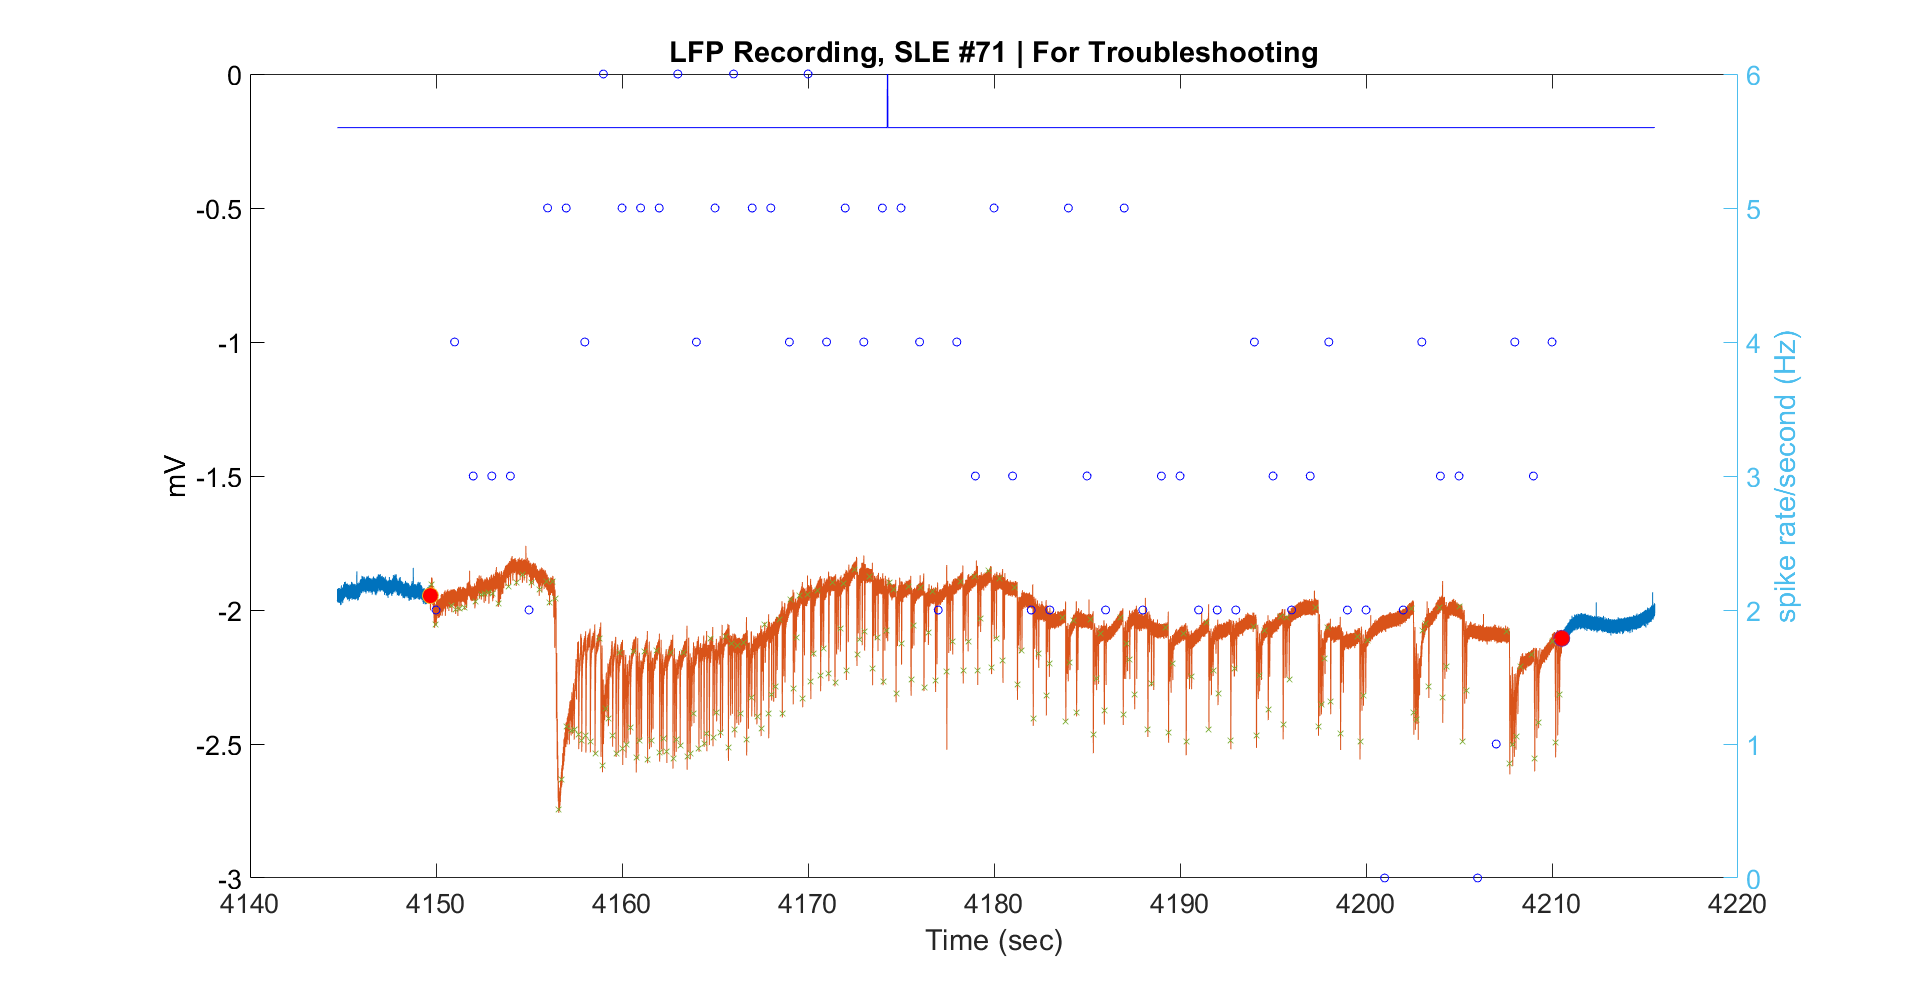 LFP Recording, SLE #71 | For Troubleshooting
0
-0.5
-1
-1.5
-2
-2.5
-3
mV
6
5
4
3
2
1
0
spike rate/second (Hz)
4140 4150 4160 4170 4180 4190 4200 4210 4220
Time (sec)